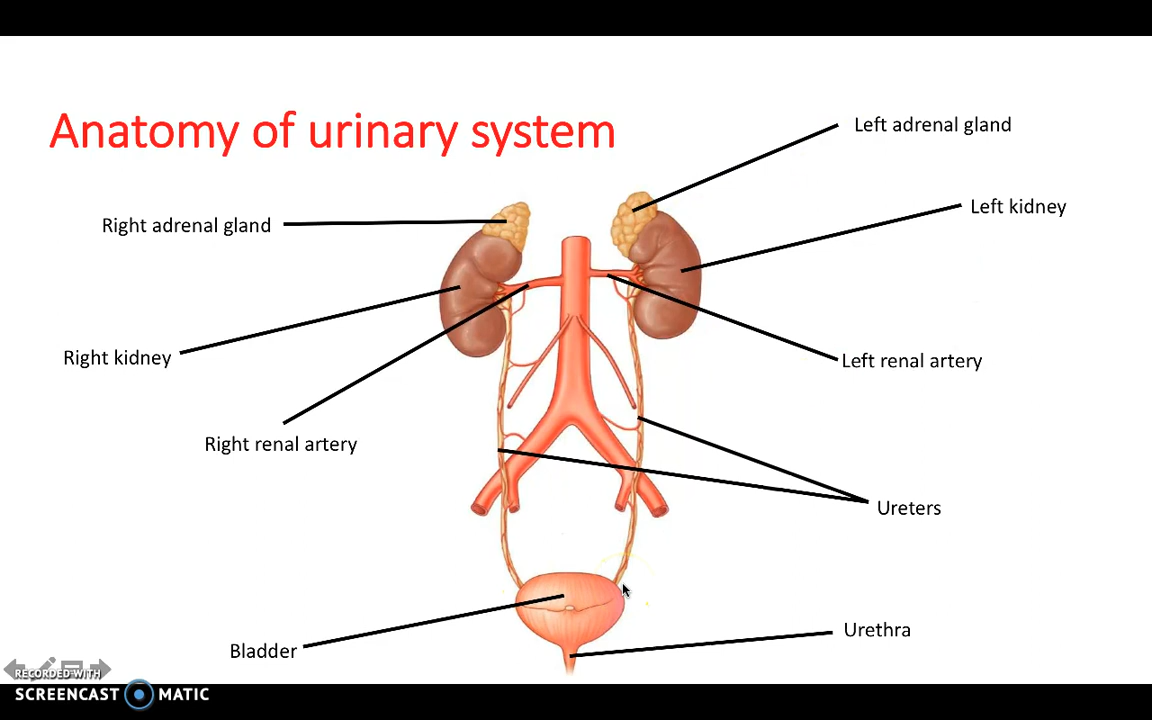 Anatomy of urinary system
Left adrenal gland
Left kidney
Right adrenal gland
Right kidney
Left renal artery
Right renal artery
Ureters
Urethra
Bladder
RECORDED WITH
SCREENCAST MATIC